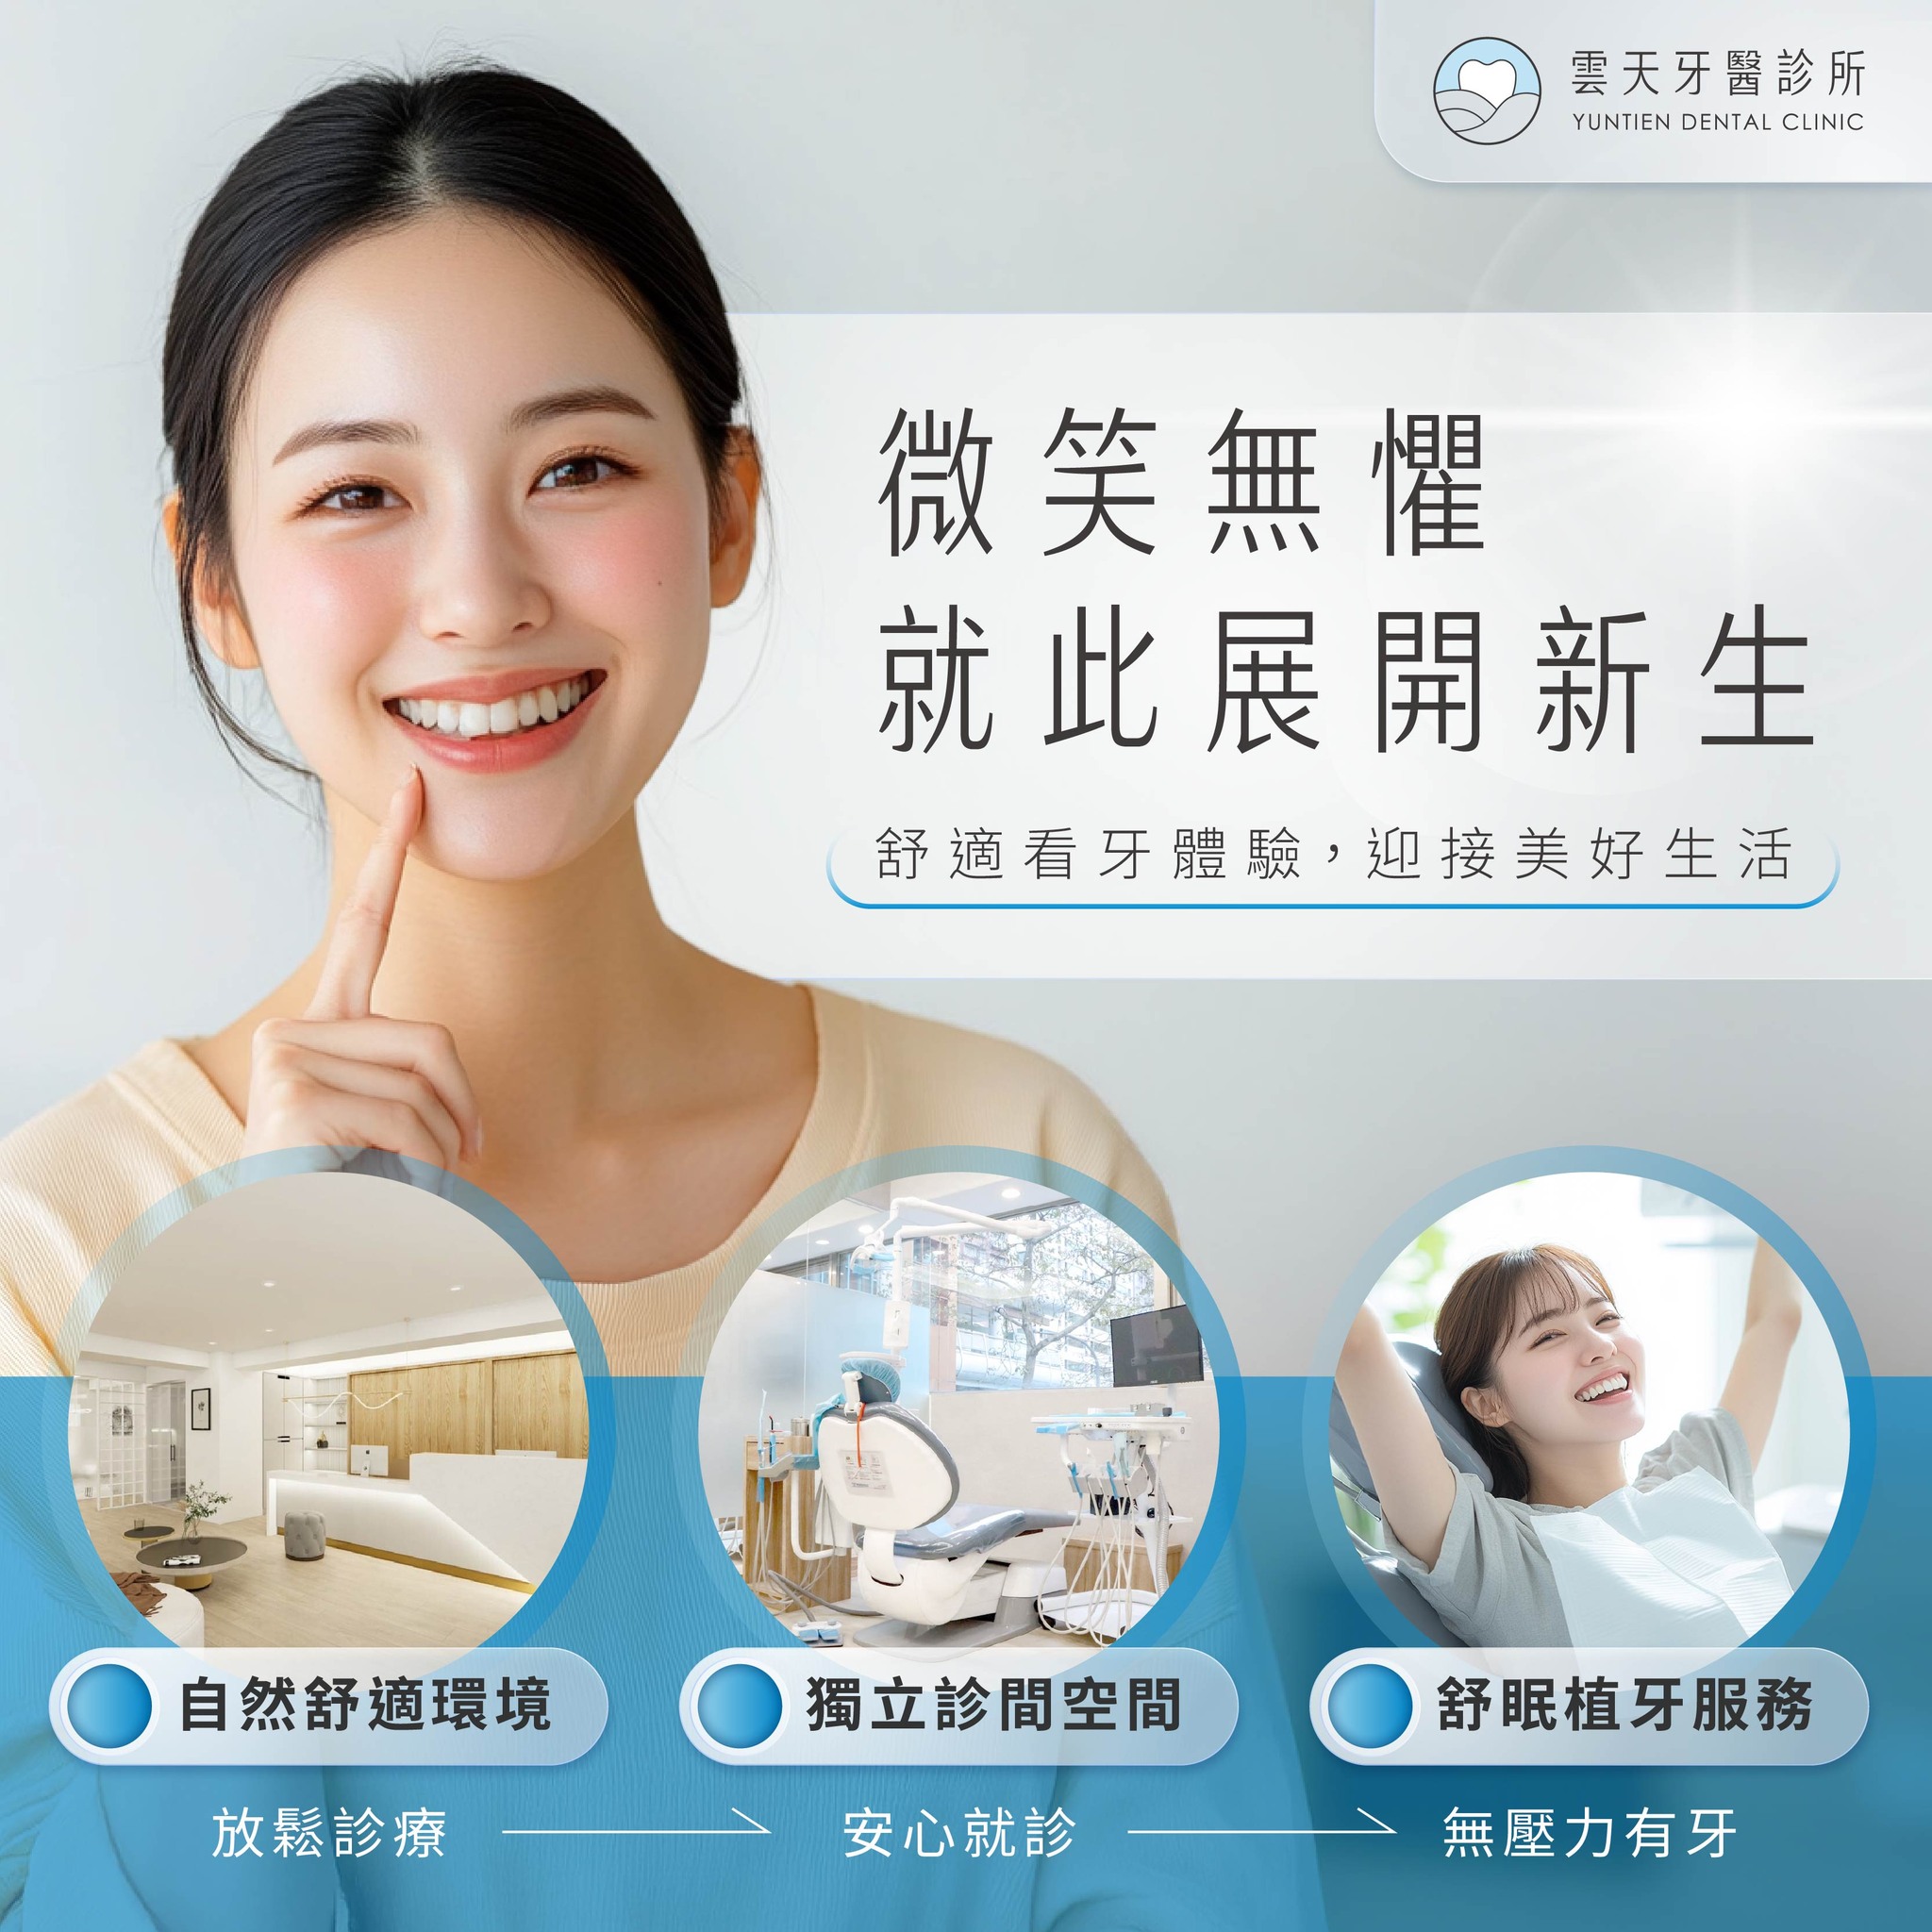 雲天牙醫診所
YUNTIEN DENTAL CLINIC
微笑無懼
就此展開新生
舒適看牙體驗，迎接美好生活
自然舒適環境
獨立診間空間
舒眠植牙服務
放鬆診療
安心就診
無壓力有牙